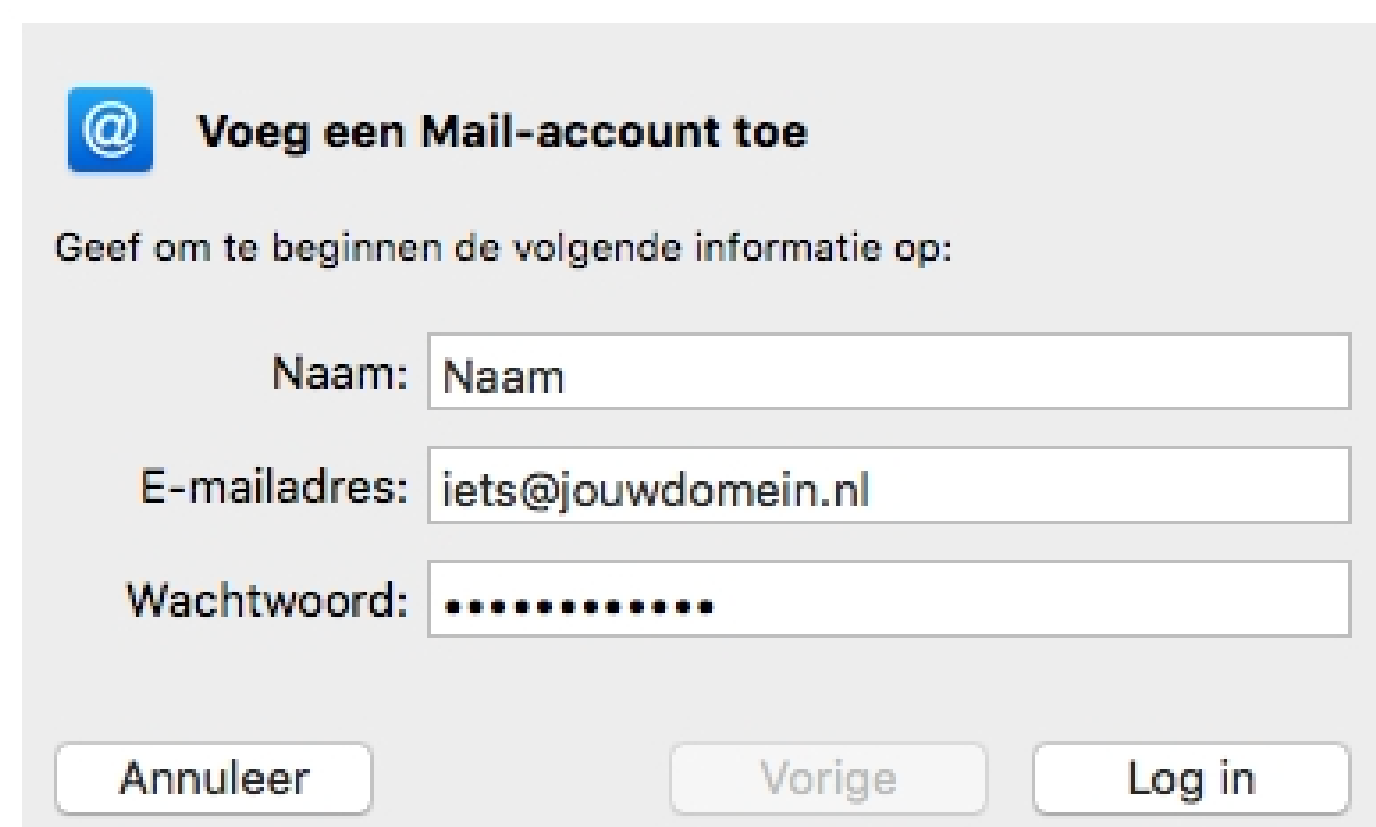 @ Voeg een Mail-account toe
Geef om te beginnen de volgende informatie op:
Naam: Naam
E-mailadres: iets@jouwdomein.nl
Wachtwoord: ••••••••••••
Annuleer Vorige Log in